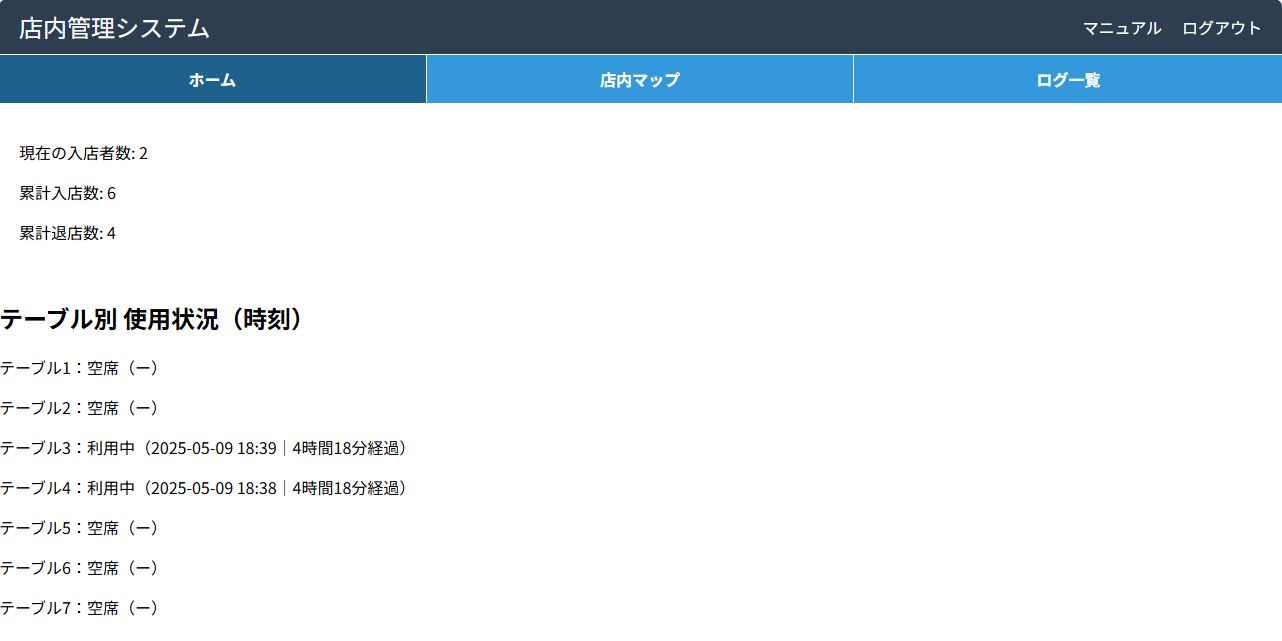 店内管理システム
マニュアル ログアウト
ホーム 店内マップ ログ一覧
現在の入店者数: 2
累計入店数: 6
累計退店数: 4
テーブル別 使用状況（時刻）
テーブル1：空席（ー）
テーブル2：空席（ー）
テーブル3：利用中（2025-05-09 18:39｜4時間18分経過）
テーブル4：利用中（2025-05-09 18:38｜4時間18分経過）
テーブル5：空席（ー）
テーブル6：空席（ー）
テーブル7：空席（ー）